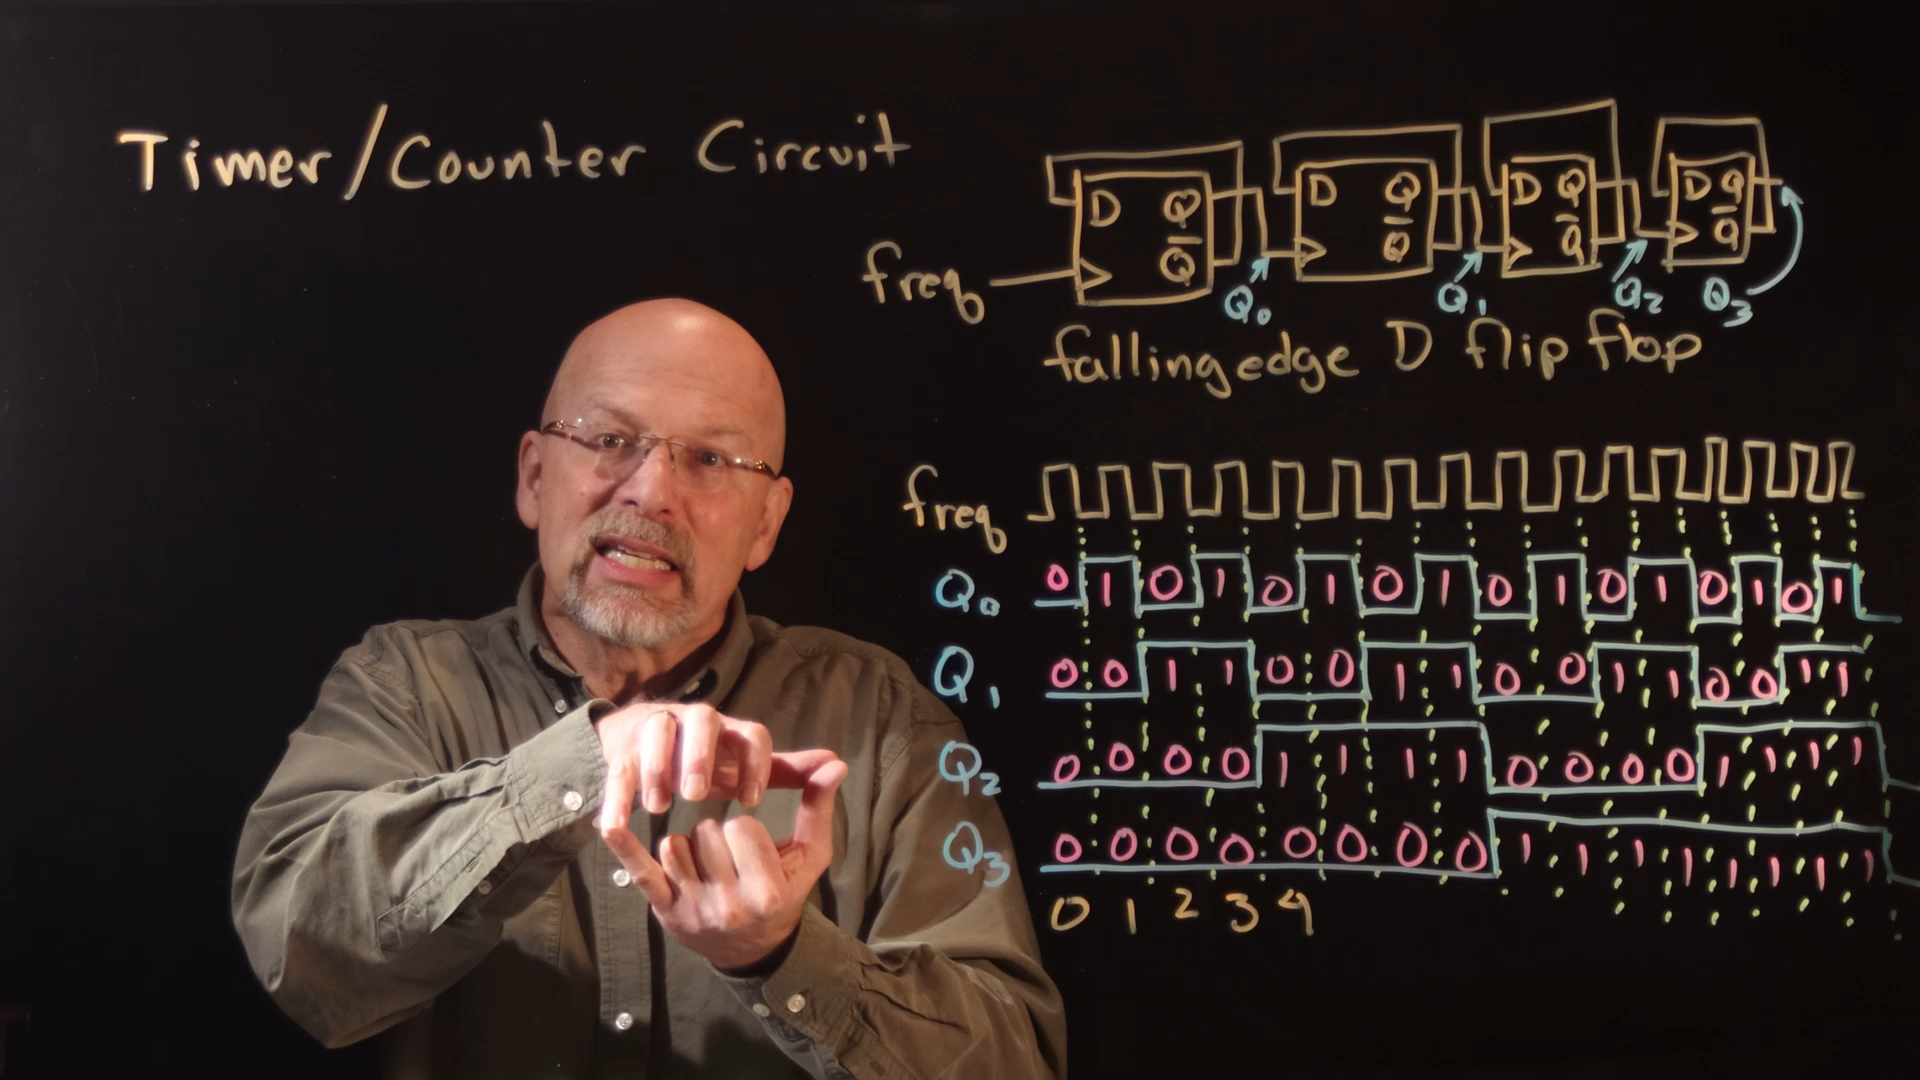 Timer/Counter Circuit
D Q Q D Q Q D Q Q D Q Q
freq
Q0 Q1 Q2 Q3
falling edge D flip flop
freq
Q0 0 1 0 1 0 1 0 1 0 1 0 1 0 1 0 1
Q1 0 0 1 1 0 0 1 1 0 0 1 1 0 0 1 1
Q2 0 0 0 0 1 1 1 1 0 0 0 0 1 1 1 1
Q3 0 0 0 0 0 0 0 0 1 1 1 1 1 1 1 1
0 1 2 3 4